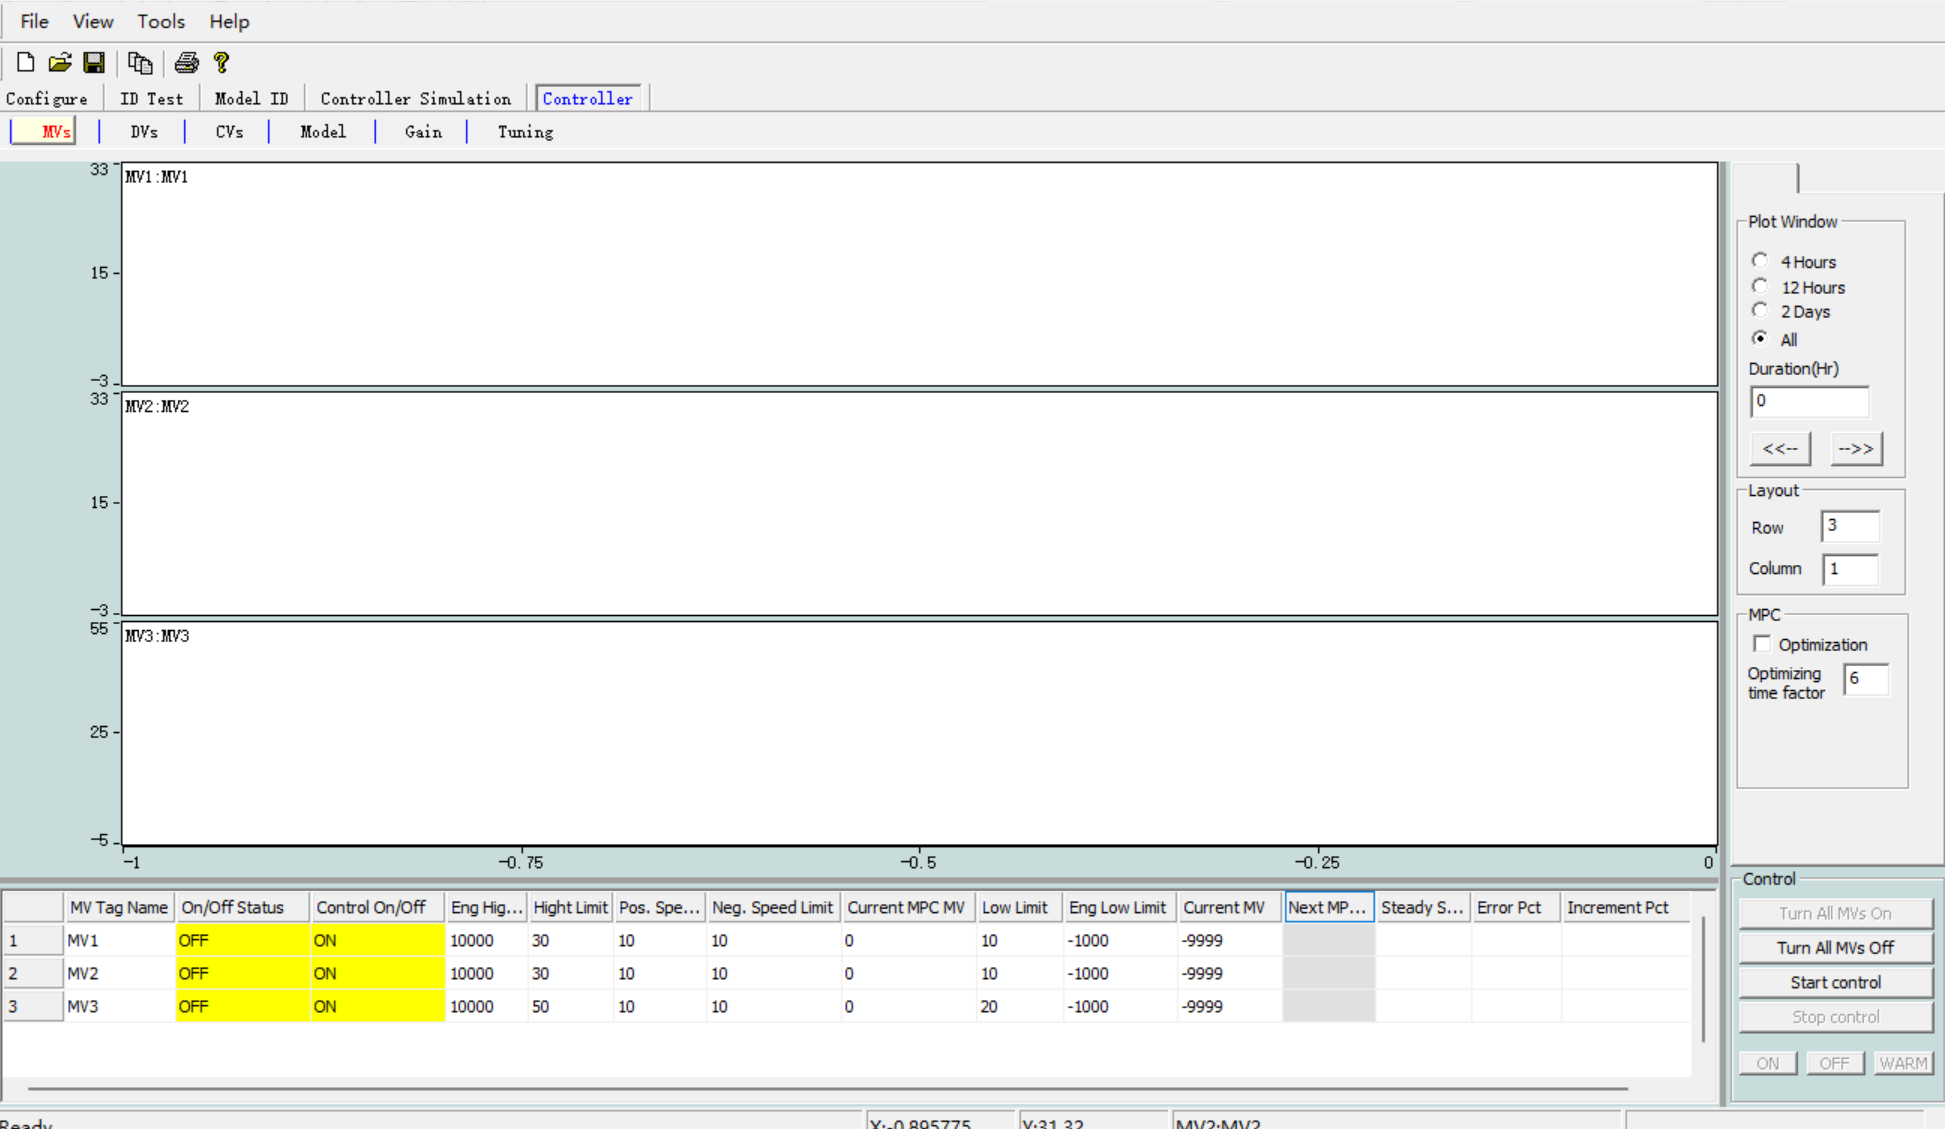 File View Tools Help
Configure ID Test Model ID Controller Simulation Controller
MVs DVs CVs Model Gain Tuning
33
MV1:MV1
15
-3
33
MV2:MV2
15
-3
55
MV3:MV3
25
-5
-1 -0.75 -0.5 -0.25 0
Plot Window
4 Hours
12 Hours
2 Days
All
Duration(Hr)
0
<<-- -->>
Layout
Row 3
Column 1
MPC
Optimization
Optimizing time factor 6
MV Tag Name On/Off Status Control On/Off Eng Hig... Hight Limit Pos. Spe... Neg. Speed Limit Current MPC MV Low Limit Eng Low Limit Current MV Next MP... Steady S... Error Pct Increment Pct
1 MV1 OFF ON 10000 30 10 10 0 10 -1000 -9999
2 MV2 OFF ON 10000 30 10 10 0 10 -1000 -9999
3 MV3 OFF ON 10000 50 10 10 0 20 -1000 -9999
Control
Turn All MVs On
Turn All MVs Off
Start control
Stop control
ON OFF WARM
Ready X:-0.895775 Y:31.32 MV2:MV2